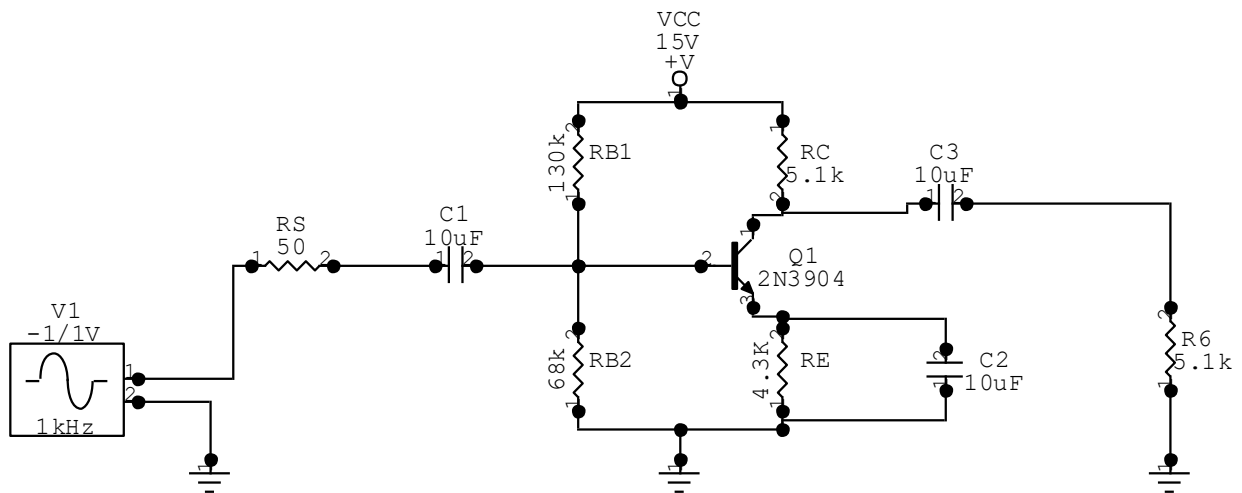 VCC
15V
+V
1
2
130k
RB1
1
1
RC
5.1k
2
C3
10uF
1 2
RS
50
1 2
C1
10uF
1 2
2
1
Q1
2N3904
3
V1
-1/1V
1
2
1kHz
1
2
68k
RB2
1
2
4.3K
RE
1
2
C2
10uF
1
2
R6
5.1k
1
1
1